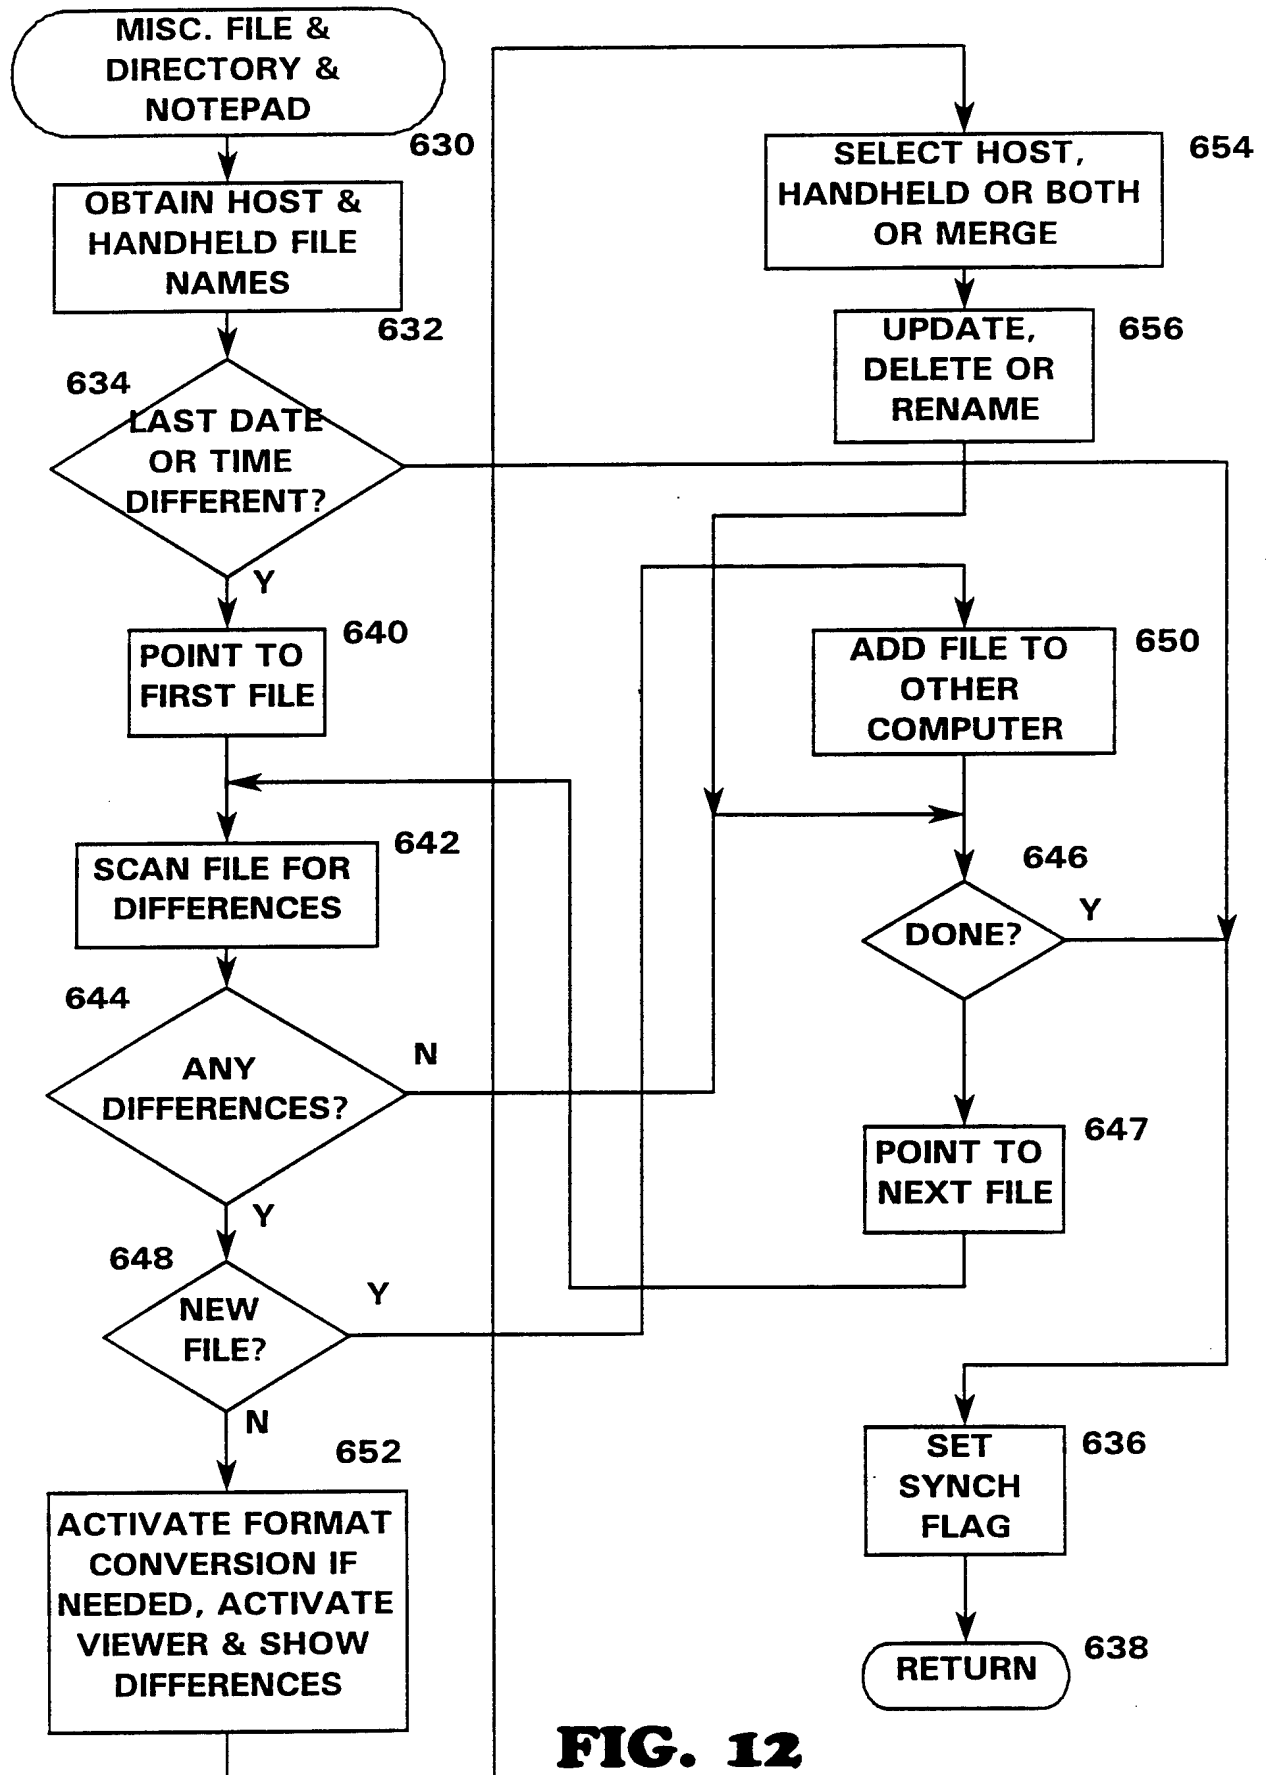 MISC. FILE &
DIRECTORY &
NOTEPAD
630
OBTAIN HOST &
HANDHELD FILE
NAMES
632
634
LAST DATE
OR TIME
DIFFERENT?
Y
640
POINT TO
FIRST FILE
642
SCAN FILE FOR
DIFFERENCES
644
ANY
DIFFERENCES?
N
Y
648
NEW
FILE?
Y
N
652
ACTIVATE FORMAT
CONVERSION IF
NEEDED, ACTIVATE
VIEWER & SHOW
DIFFERENCES
654
SELECT HOST,
HANDHELD OR BOTH
OR MERGE
656
UPDATE,
DELETE OR
RENAME
650
ADD FILE TO
OTHER
COMPUTER
646
DONE?
Y
647
POINT TO
NEXT FILE
636
SET
SYNCH
FLAG
638
RETURN
FIG. 12